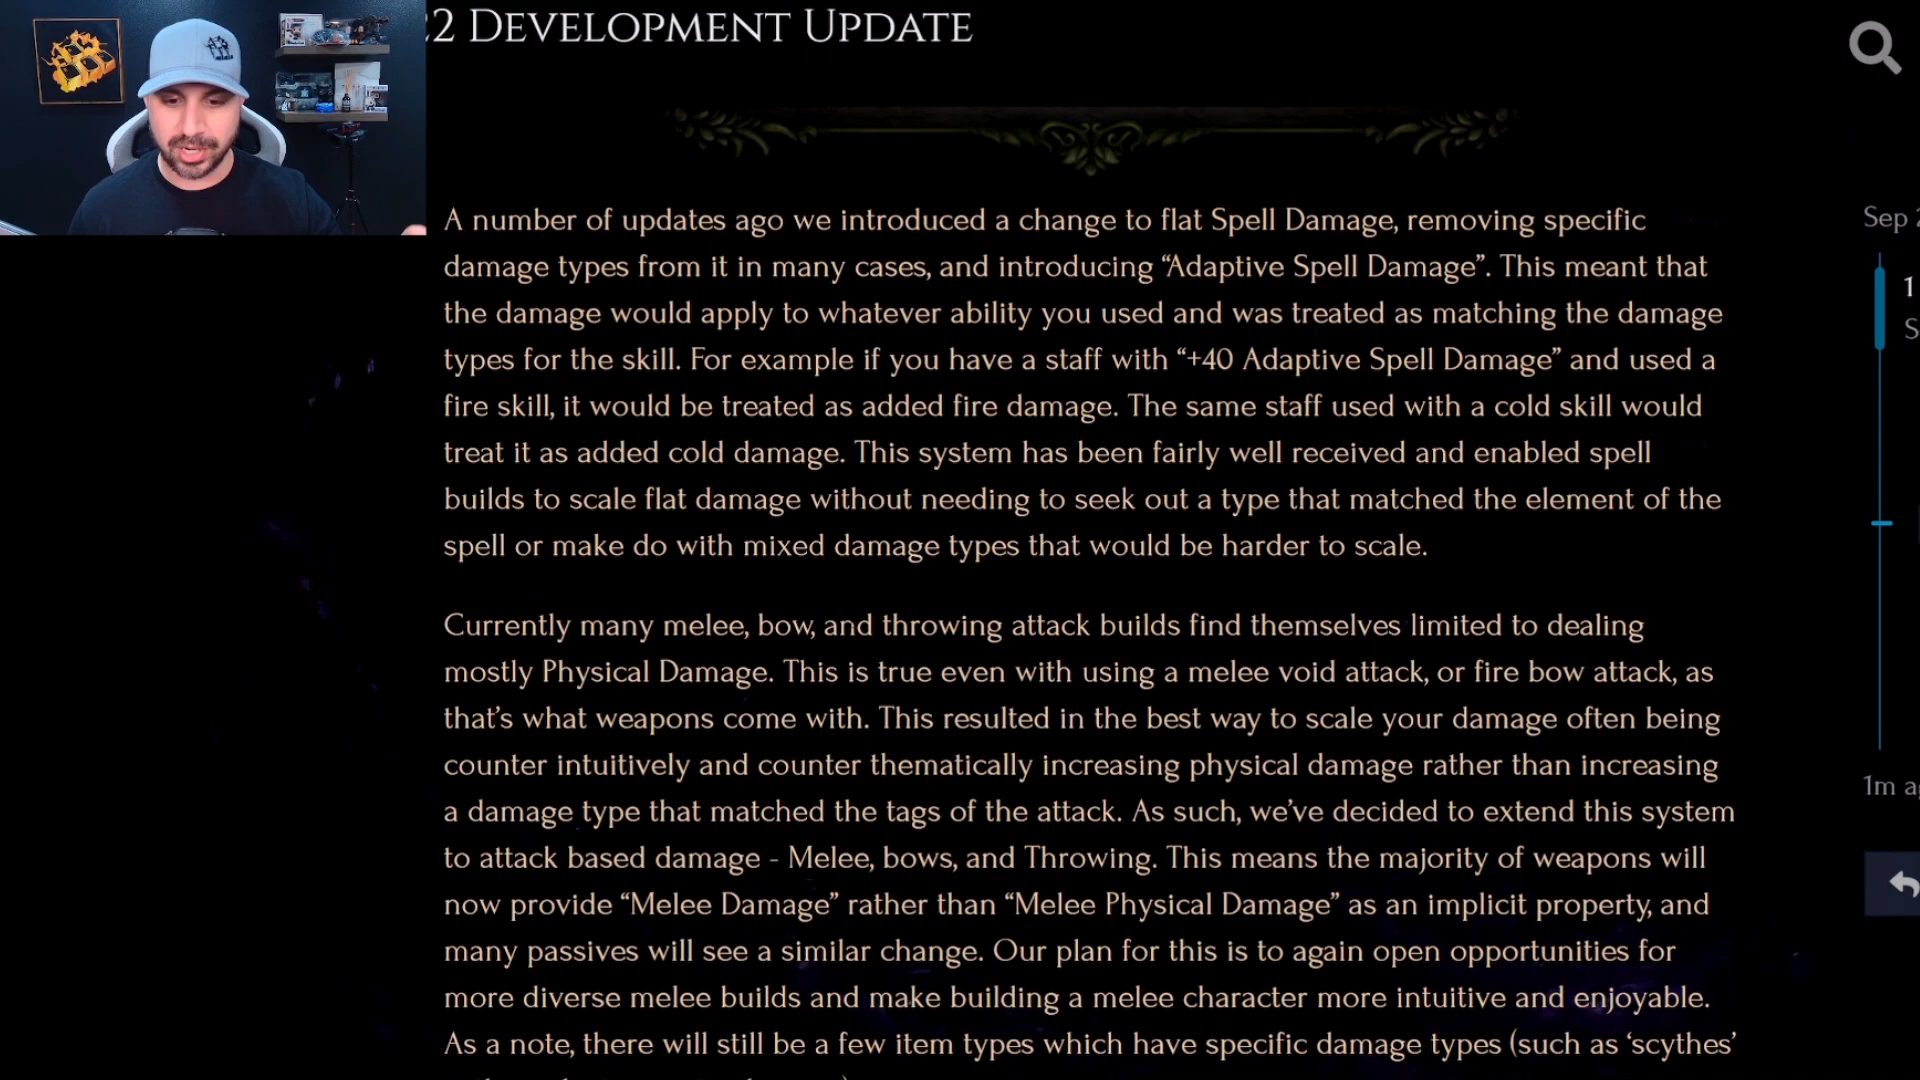 22 DEVELOPMENT UPDATE
A number of updates ago we introduced a change to flat Spell Damage, removing specific
damage types from it in many cases, and introducing “Adaptive Spell Damage”. This meant that
the damage would apply to whatever ability you used and was treated as matching the damage
types for the skill. For example if you have a staff with “+40 Adaptive Spell Damage” and used a
fire skill, it would be treated as added fire damage. The same staff used with a cold skill would
treat it as added cold damage. This system has been fairly well received and enabled spell
builds to scale flat damage without needing to seek out a type that matched the element of the
spell or make do with mixed damage types that would be harder to scale.
Currently many melee, bow, and throwing attack builds find themselves limited to dealing
mostly Physical Damage. This is true even with using a melee void attack, or fire bow attack, as
that’s what weapons come with. This resulted in the best way to scale your damage often being
counter intuitively and counter thematically increasing physical damage rather than increasing
a damage type that matched the tags of the attack. As such, we’ve decided to extend this system
to attack based damage - Melee, bows, and Throwing. This means the majority of weapons will
now provide “Melee Damage” rather than “Melee Physical Damage” as an implicit property, and
many passives will see a similar change. Our plan for this is to again open opportunities for
more diverse melee builds and make building a melee character more intuitive and enjoyable.
As a note, there will still be a few item types which have specific damage types (such as ‘scythes’
Sep
1
S
1m